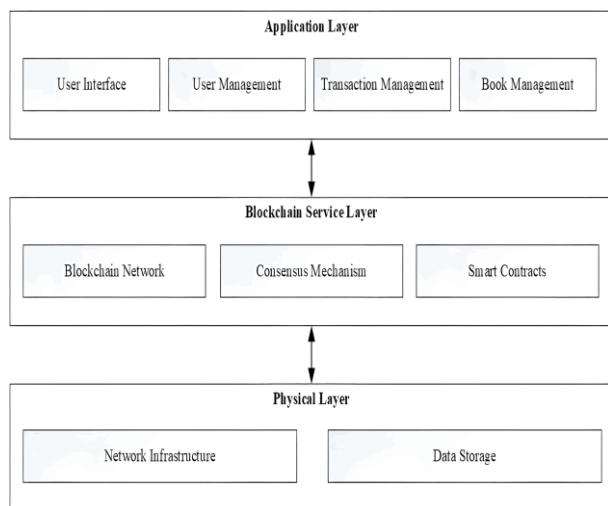 Application Layer
User Interface
User Management
Transaction Management
Book Management
Blockchain Service Layer
Blockchain Network
Consensus Mechanism
Smart Contracts
Physical Layer
Network Infrastructure
Data Storage